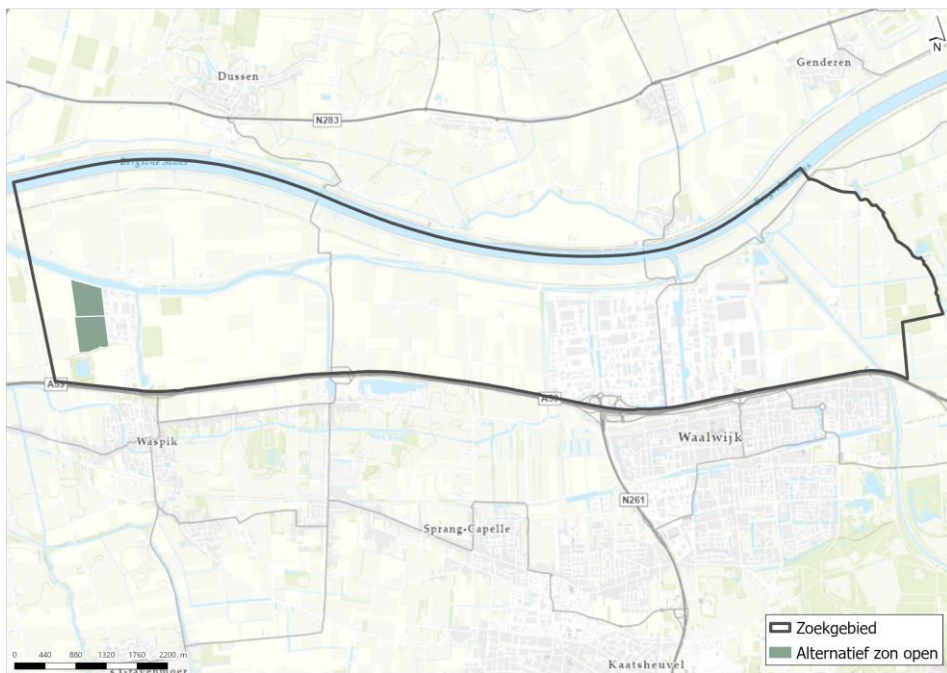 Genderen
N
Dussen
N283
Bergsche Maas
A59
Waspik
A59
Waalwijk
N261
Sprang-Capelle
Kaatsheuvel
Zoekgebied
Alternatief zon open
0 440 880 1320 1760 2200 m